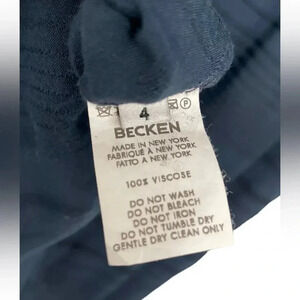 4
BECKEN
MADE IN NEW YORK
FABRIQUÉ À NEW YORK
FATTO A NEW YORK
100% VISCOSE
DO NOT WASH
DO NOT BLEACH
DO NOT IRON
DO NOT TUMBLE DRY
GENTLE DRY CLEAN ONLY